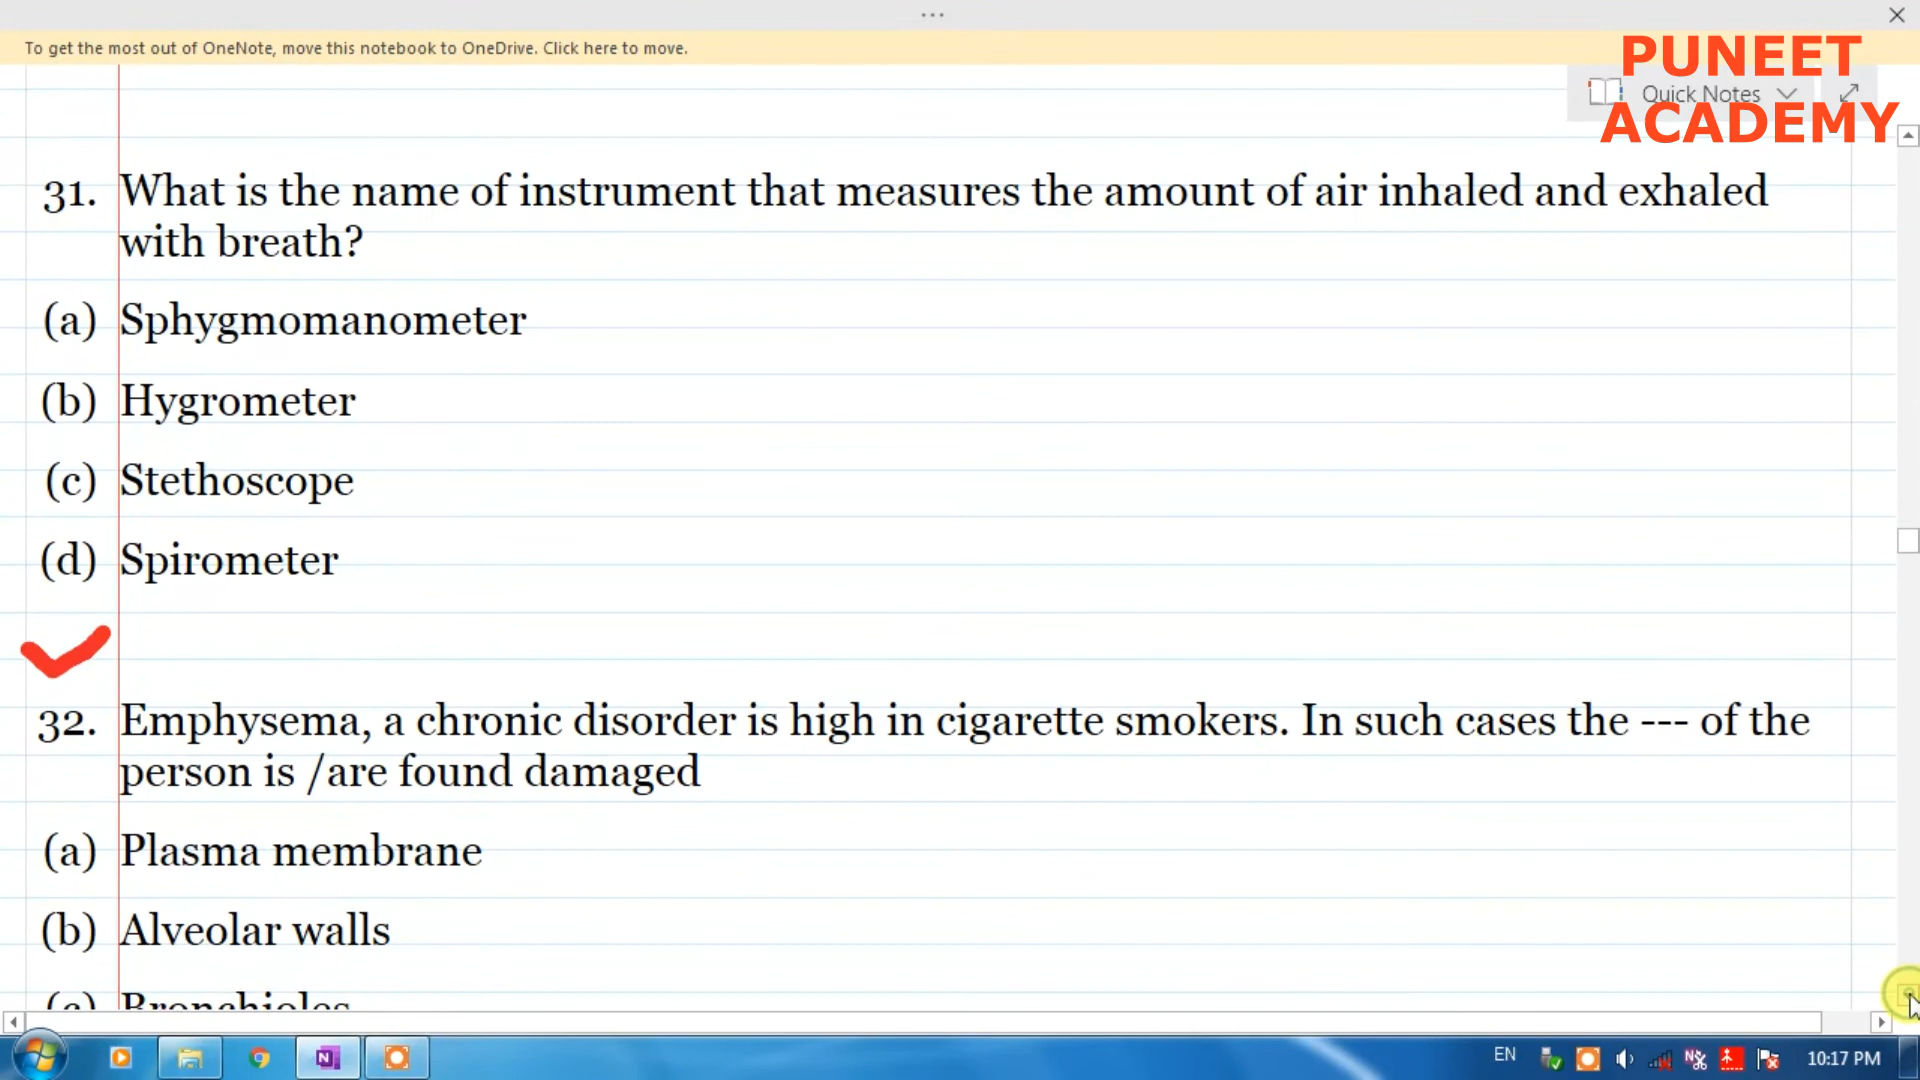 ...
To get the most out of OneNote, move this notebook to OneDrive. Click here to move.
PUNEET
Quick Notes
ACADEMY
31. What is the name of instrument that measures the amount of air inhaled and exhaled
with breath?
(a) Sphygmomanometer
(b) Hygrometer
(c) Stethoscope
(d) Spirometer
32. Emphysema, a chronic disorder is high in cigarette smokers. In such cases the --- of the
person is /are found damaged
(a) Plasma membrane
(b) Alveolar walls
(c) Bronchioles
EN
10:17 PM